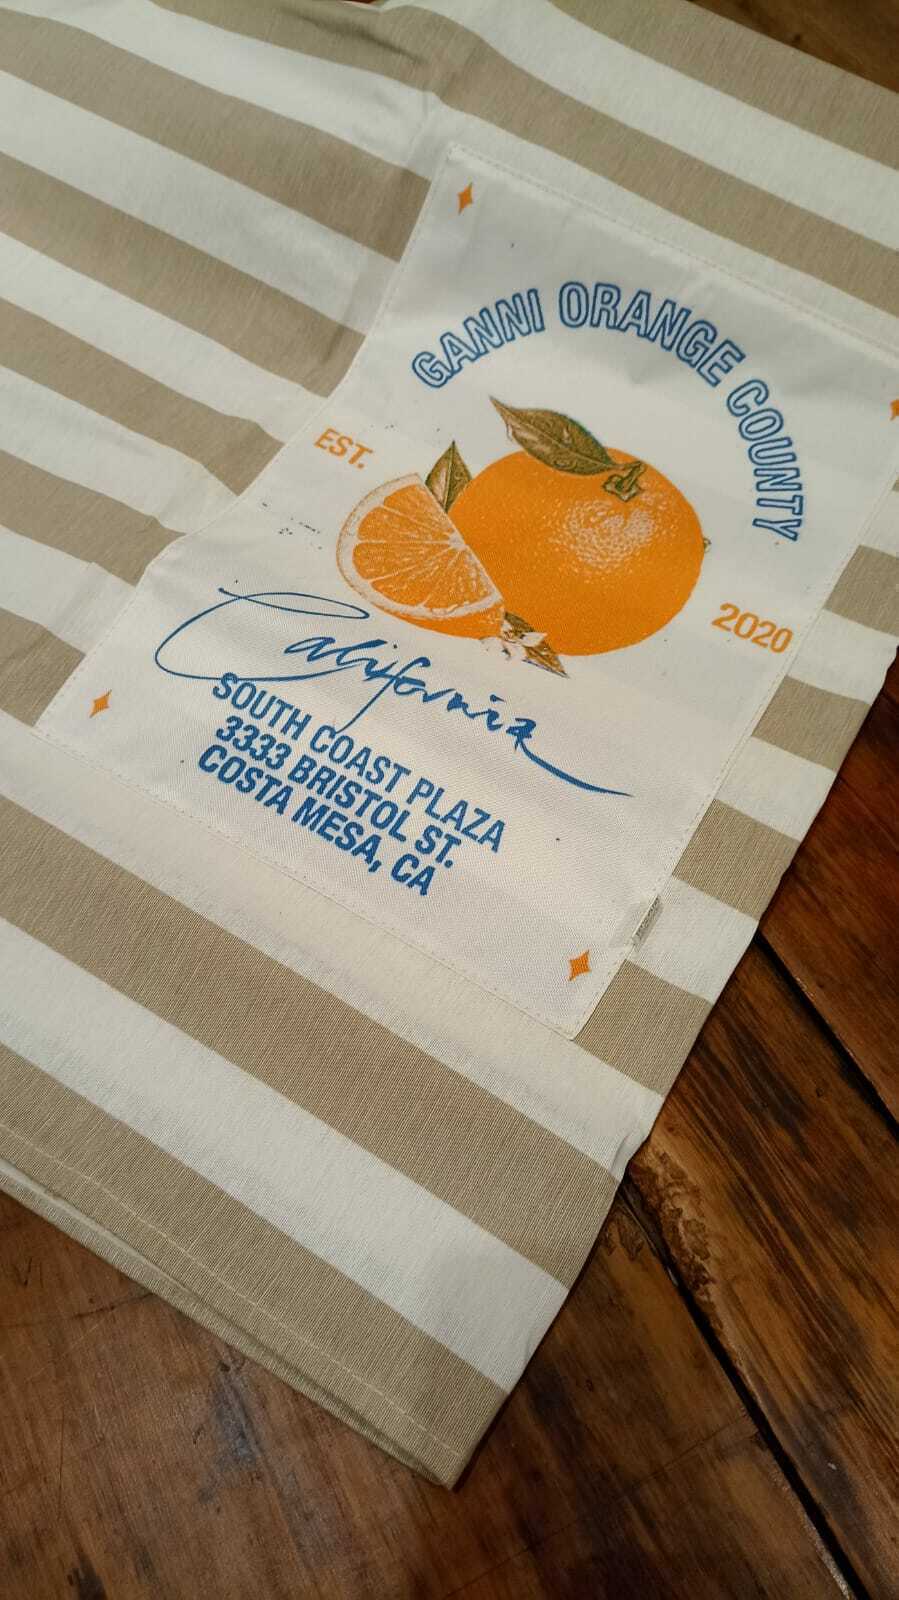 GANNI ORANGE COUNTY
EST.
2020
California
SOUTH COAST PLAZA
3333 BRISTOL ST.
COSTA MESA, CA